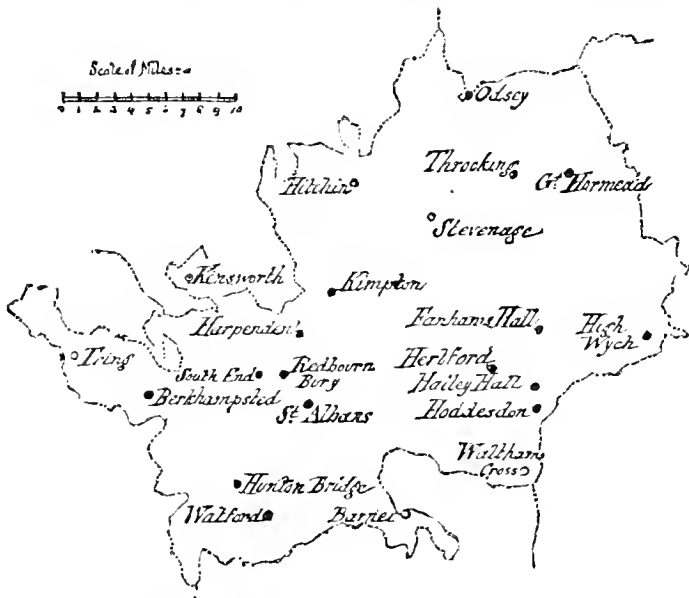 Scale of Miles
0 1 2 3 4 5 6 7 8 9 10
Odsey
Throcking
Gt. Hormead
Hitchin
Stevenage
Kensworth
Kimpton
Harpenden
Fanhams Hall
High
Wych
Tring
South End
Redbourn
Bury
Hertford
Hailey Hall
Berkhampsted
St. Albans
Hoddesdon
Waltham
Cross
Hunton Bridge
Watford
Barnet